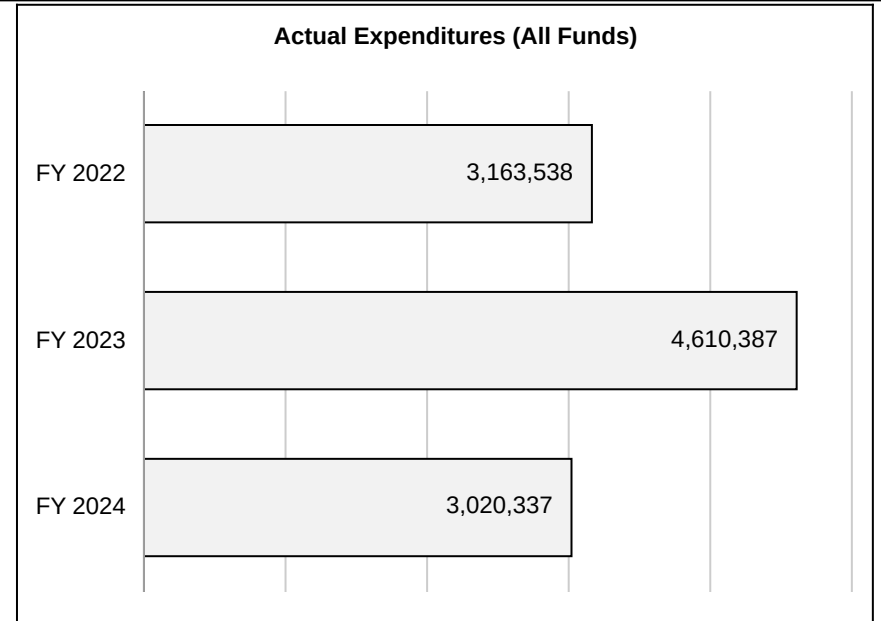 Actual Expenditures (All Funds)
FY 2022 3,163,538
FY 2023 4,610,387
FY 2024 3,020,337